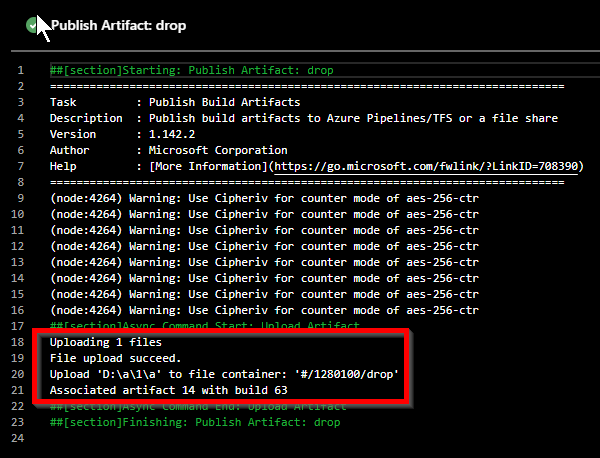 Publish Artifact: drop
1 ##[section]Starting: Publish Artifact: drop
2 ==============================================================================
3 Task         : Publish Build Artifacts
4 Description  : Publish build artifacts to Azure Pipelines/TFS or a file share
5 Version      : 1.142.2
6 Author       : Microsoft Corporation
7 Help         : [More Information](https://go.microsoft.com/fwlink/?LinkID=708390)
8 ==============================================================================
9 (node:4264) Warning: Use Cipheriv for counter mode of aes-256-ctr
10 (node:4264) Warning: Use Cipheriv for counter mode of aes-256-ctr
11 (node:4264) Warning: Use Cipheriv for counter mode of aes-256-ctr
12 (node:4264) Warning: Use Cipheriv for counter mode of aes-256-ctr
13 (node:4264) Warning: Use Cipheriv for counter mode of aes-256-ctr
14 (node:4264) Warning: Use Cipheriv for counter mode of aes-256-ctr
15 (node:4264) Warning: Use Cipheriv for counter mode of aes-256-ctr
16 (node:4264) Warning: Use Cipheriv for counter mode of aes-256-ctr
17 ##[section]Async Command Start: Upload Artifact
18 Uploading 1 files
19 File upload succeed.
20 Upload 'D:\a\1\a' to file container: '#/1280100/drop'
21 Associated artifact 14 with build 63
22 ##[section]Async Command End: Upload Artifact
23 ##[section]Finishing: Publish Artifact: drop
24